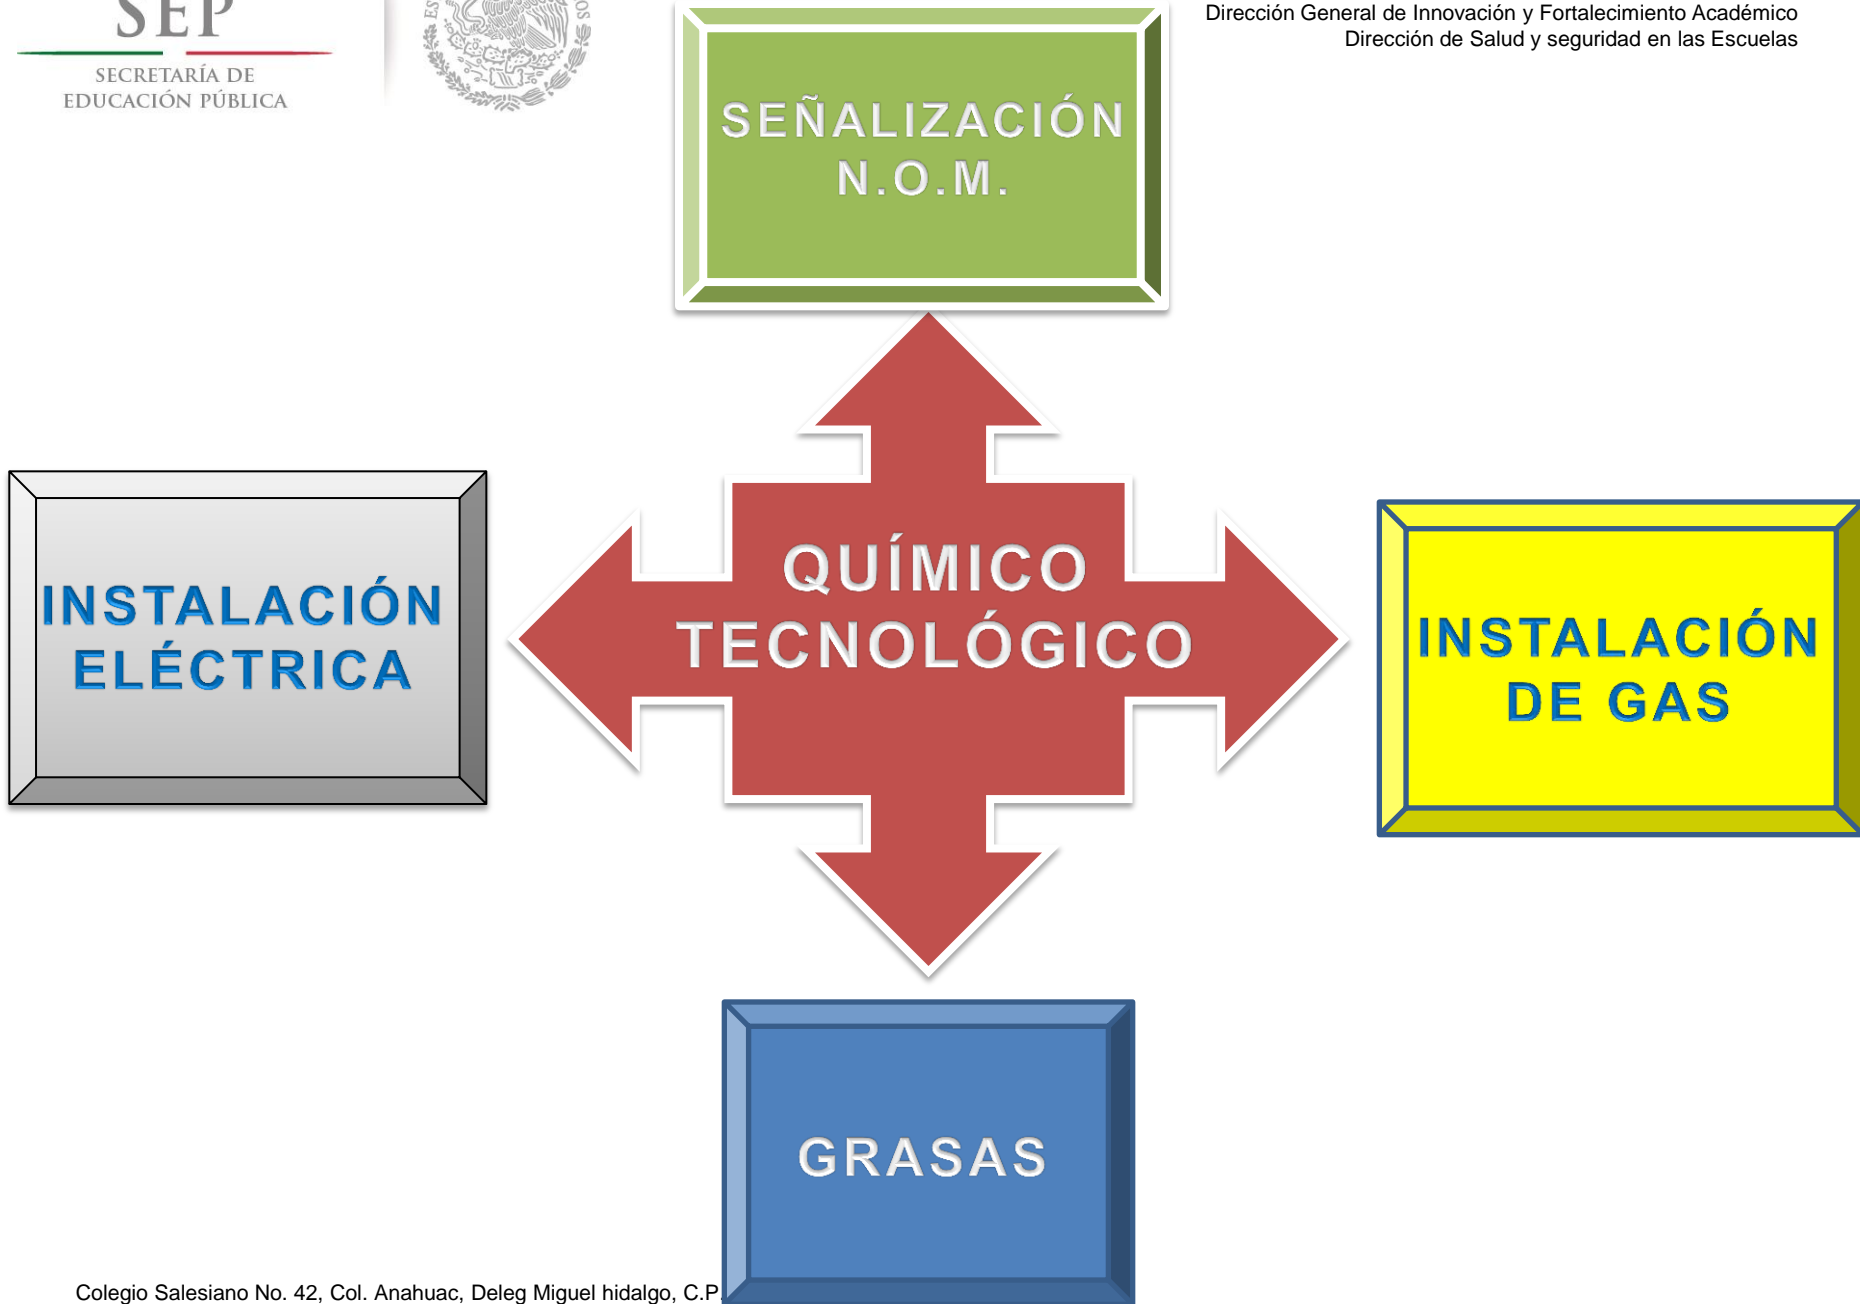 SEP
SECRETARÍA DE
EDUCACIÓN PÚBLICA
Dirección General de Innovación y Fortalecimiento Académico
Dirección de Salud y seguridad en las Escuelas
SEÑALIZACIÓN
N.O.M.
INSTALACIÓN
ELÉCTRICA
QUÍMICO
TECNOLÓGICO
INSTALACIÓN
DE GAS
GRASAS
Colegio Salesiano No. 42, Col. Anahuac, Deleg Miguel hidalgo, C.P.